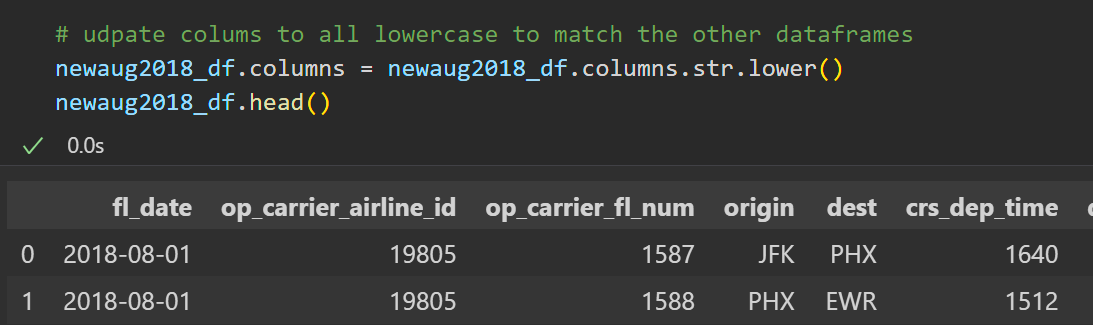 # udpate colums to all lowercase to match the other dataframes
newaug2018_df.columns = newaug2018_df.columns.str.lower()
newaug2018_df.head()
0.0s
fl_date op_carrier_airline_id op_carrier_fl_num origin dest crs_dep_time
0 2018-08-01 19805 1587 JFK PHX 1640
1 2018-08-01 19805 1588 PHX EWR 1512